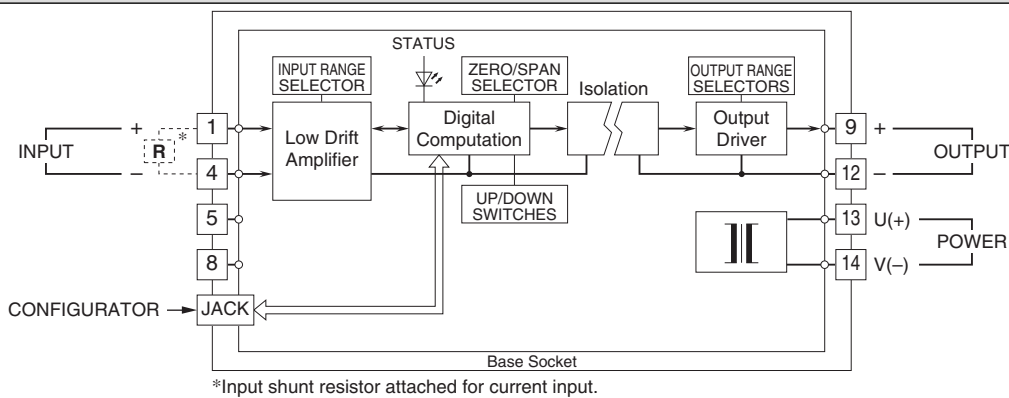 STATUS
INPUT RANGE
SELECTOR
ZERO/SPAN
SELECTOR
Isolation
OUTPUT RANGE
SELECTORS
INPUT
+
–
R
*
1
4
5
8
Low Drift
Amplifier
Digital
Computation
UP/DOWN
SWITCHES
Output
Driver
9
+
12
–
OUTPUT
13
U(+)
14
V(–)
POWER
CONFIGURATOR
JACK
Base Socket
*Input shunt resistor attached for current input.